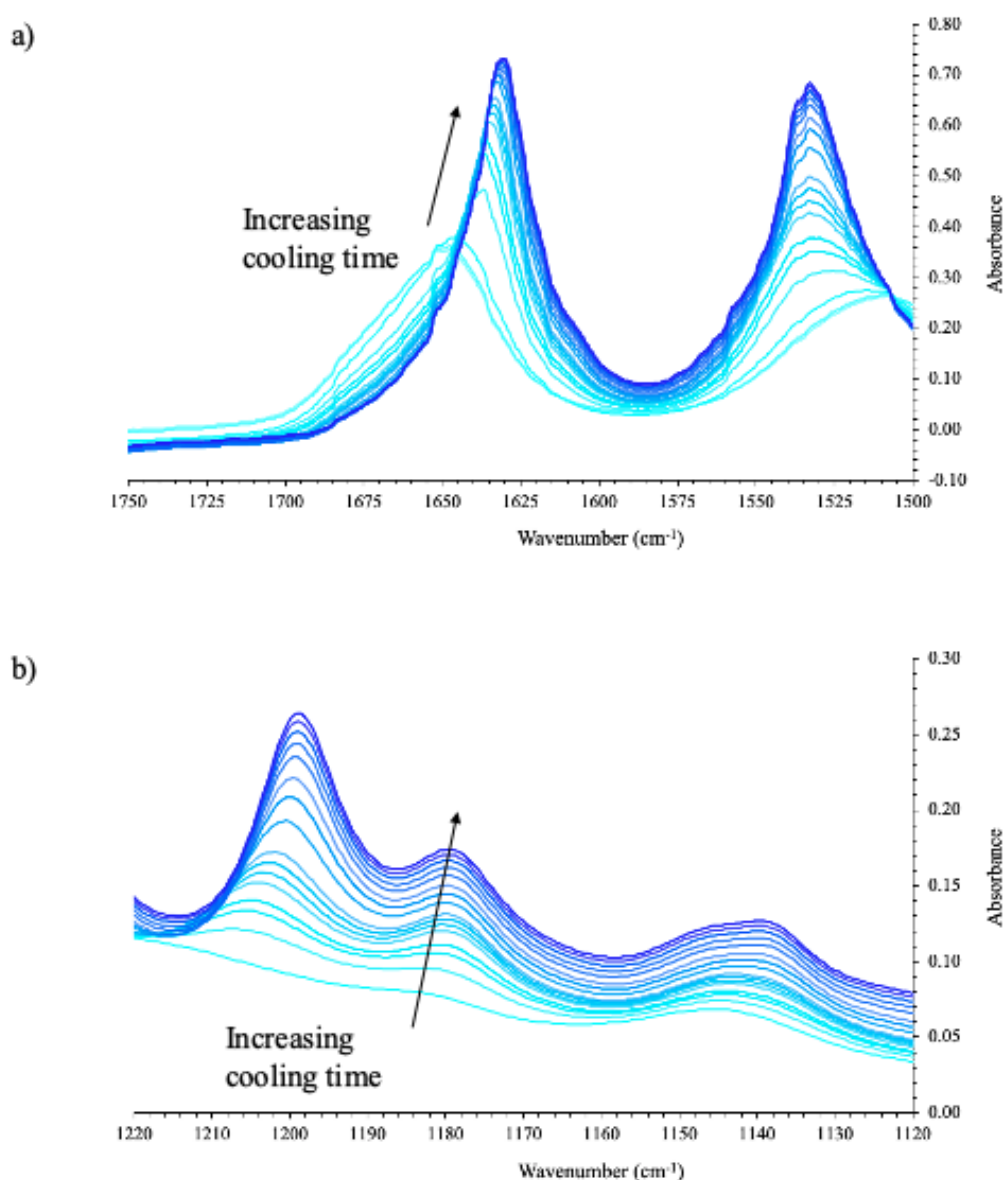 a)
0.80
0.70
0.60
0.50
0.40
0.30
0.20
0.10
0.00
-0.10
Absorbance
Increasing
cooling time
1750 1725 1700 1675 1650 1625 1600 1575 1550 1525 1500
Wavenumber (cm⁻¹)
b)
0.30
0.25
0.20
0.15
0.10
0.05
0.00
Absorbance
Increasing
cooling time
1220 1210 1200 1190 1180 1170 1160 1150 1140 1130 1120
Wavenumber (cm⁻¹)